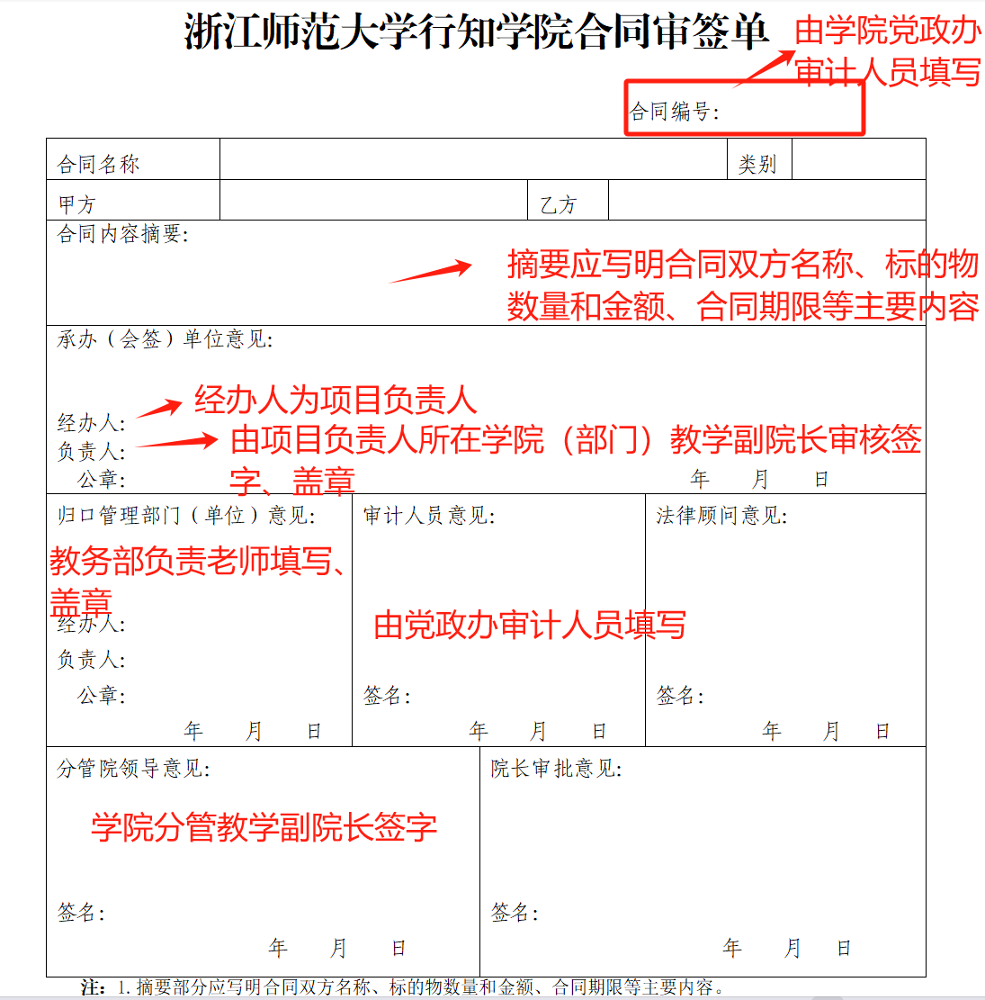 浙江师范大学行知学院合同审签单
由学院党政办
审计人员填写
合同编号：
合同名称
类别
甲方
乙方
合同内容摘要：
摘要应写明合同双方名称、标的物
数量和金额、合同期限等主要内容
承办（会签）单位意见：
经办人为项目负责人
经办人：
由项目负责人所在学院（部门）教学副院长审核签
字、盖章
负责人：
公章：
年 月 日
归口管理部门（单位）意见：
教务部负责老师填写、
盖章
经办人：
负责人：
公章：
年 月 日
审计人员意见：
由党政办审计人员填写
签名：
年 月 日
法律顾问意见：
签名：
年 月 日
分管院领导意见：
学院分管教学副院长签字
签名：
年 月 日
院长审批意见：
签名：
年 月 日
注：1. 摘要部分应写明合同双方名称、标的物数量和金额、合同期限等主要内容。